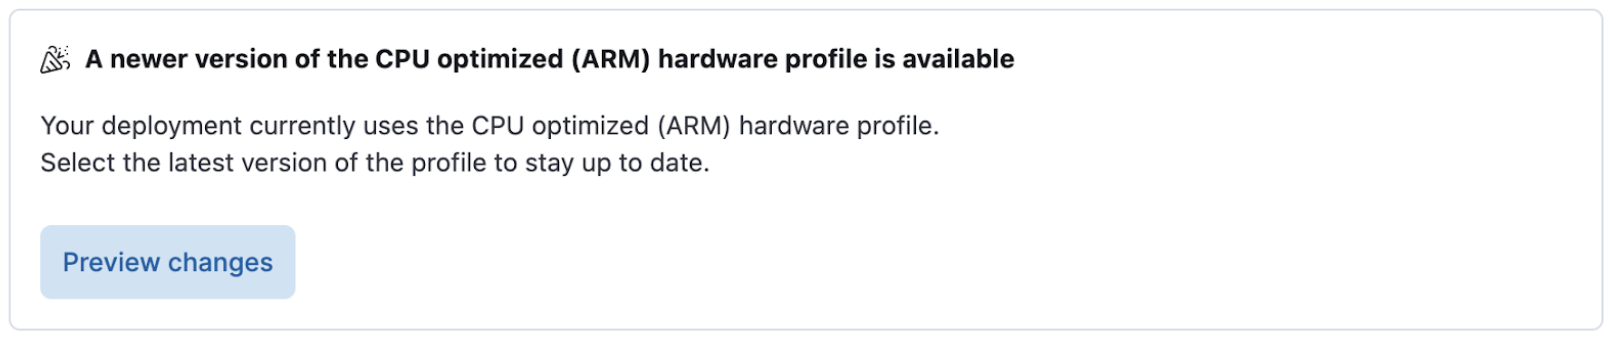 A newer version of the CPU optimized (ARM) hardware profile is available
Your deployment currently uses the CPU optimized (ARM) hardware profile.
Select the latest version of the profile to stay up to date.
Preview changes